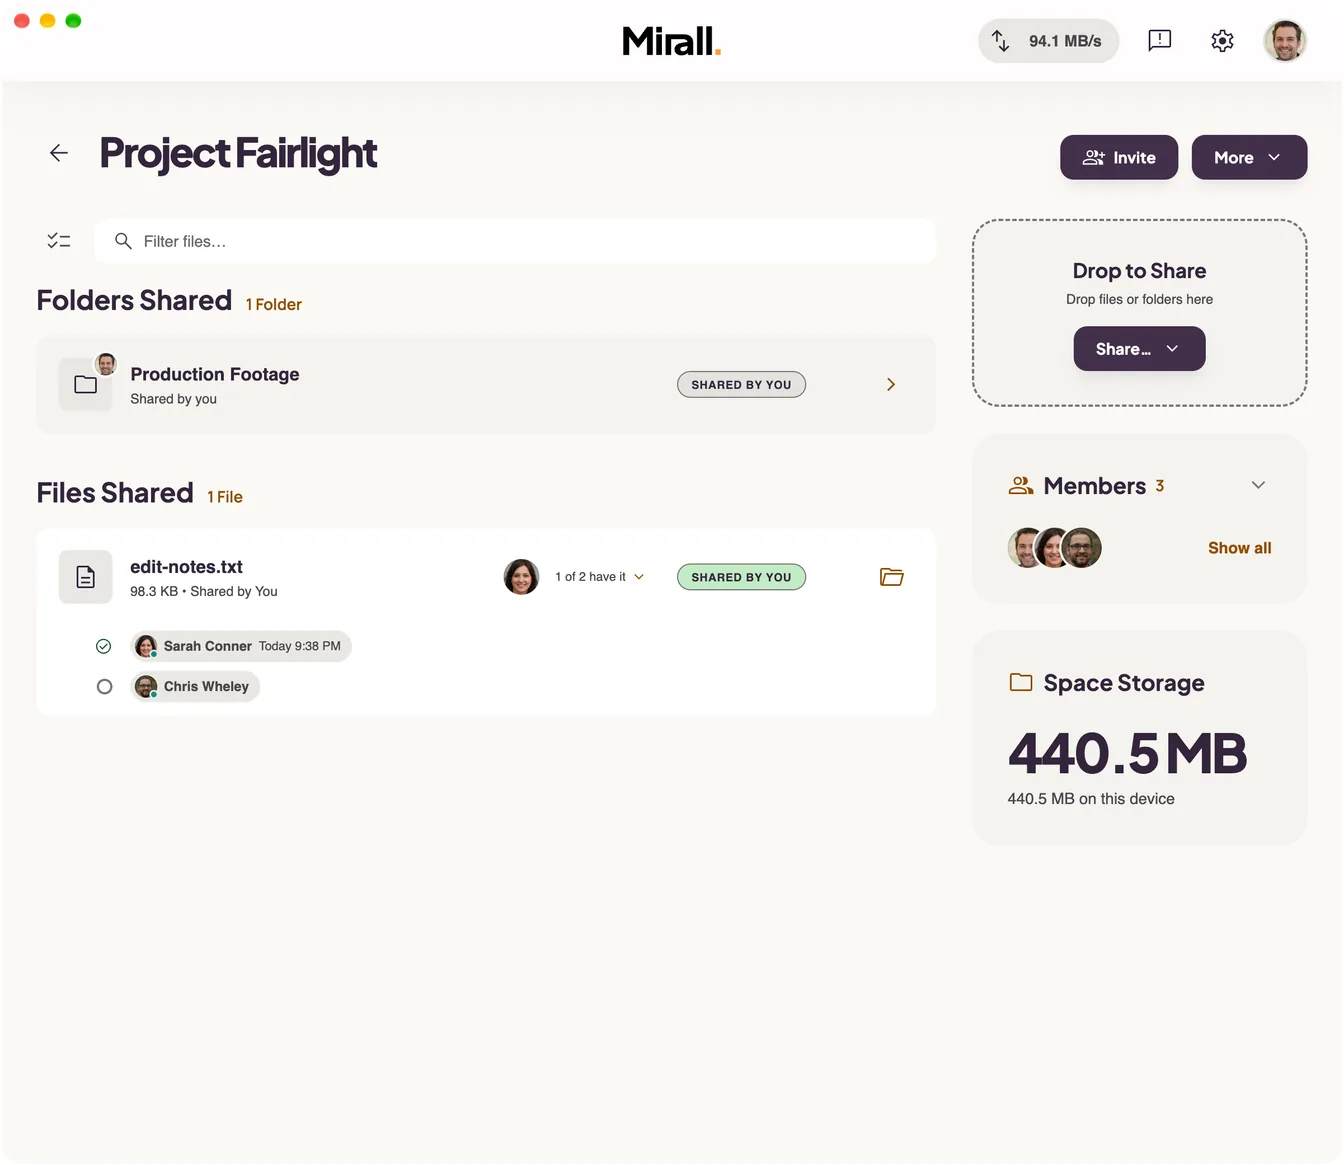 Mirall.
94.1 MB/s
Project Fairlight
Invite
More
Filter files…
Folders Shared 1 Folder
Production Footage
Shared by you
SHARED BY YOU
Files Shared 1 File
edit-notes.txt
98.3 KB • Shared by You
1 of 2 have it
SHARED BY YOU
Sarah Conner Today 9:38 PM
Chris Wheley
Drop to Share
Drop files or folders here
Share…
Members 3
Show all
Space Storage
440.5 MB
440.5 MB on this device